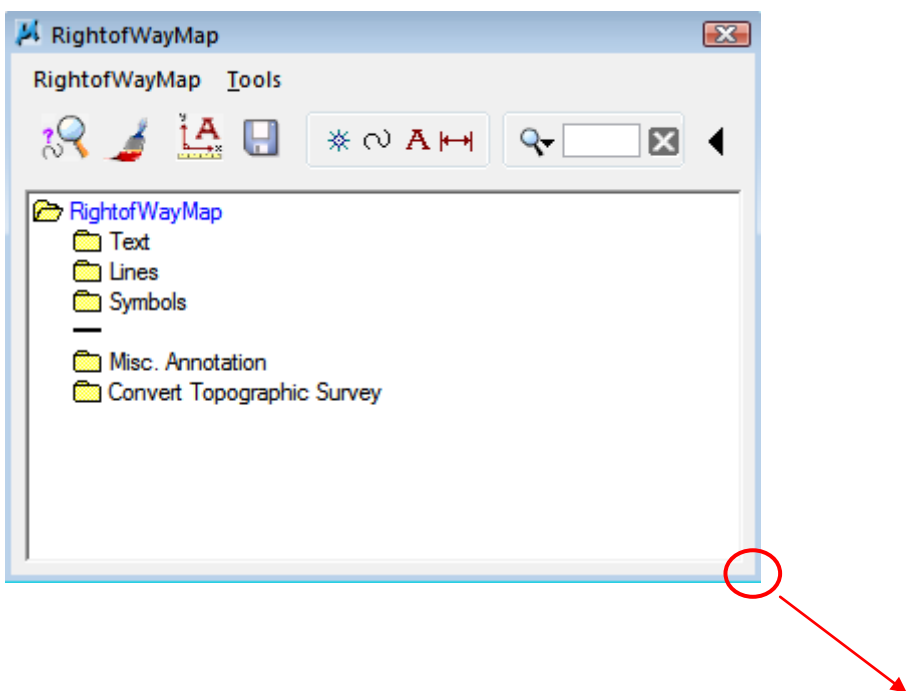 RightofWayMap
RightofWayMap Tools
A
A
RightofWayMap
Text
Lines
Symbols
Misc. Annotation
Convert Topographic Survey